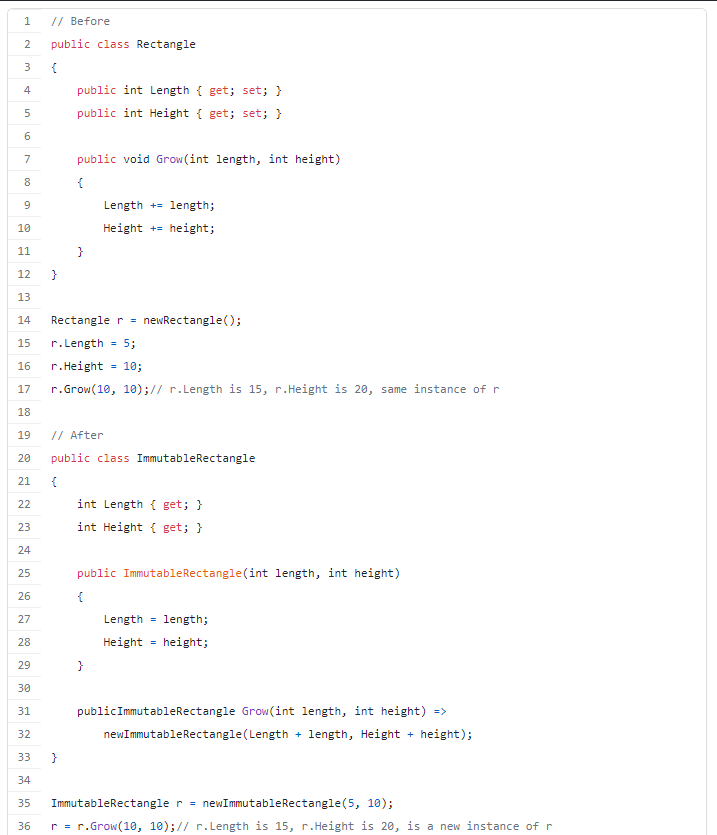 1 // Before
2 public class Rectangle
3 {
4     public int Length { get; set; }
5     public int Height { get; set; }
6
7     public void Grow(int length, int height)
8     {
9         Length += length;
10         Height += height;
11     }
12 }
13
14 Rectangle r = newRectangle();
15 r.Length = 5;
16 r.Height = 10;
17 r.Grow(10, 10);// r.Length is 15, r.Height is 20, same instance of r
18
19 // After
20 public class ImmutableRectangle
21 {
22     int Length { get; }
23     int Height { get; }
24
25     public ImmutableRectangle(int length, int height)
26     {
27         Length = length;
28         Height = height;
29     }
30
31     publicImmutableRectangle Grow(int length, int height) =>
32         newImmutableRectangle(Length + length, Height + height);
33 }
34
35 ImmutableRectangle r = newImmutableRectangle(5, 10);
36 r = r.Grow(10, 10);// r.Length is 15, r.Height is 20, is a new instance of r